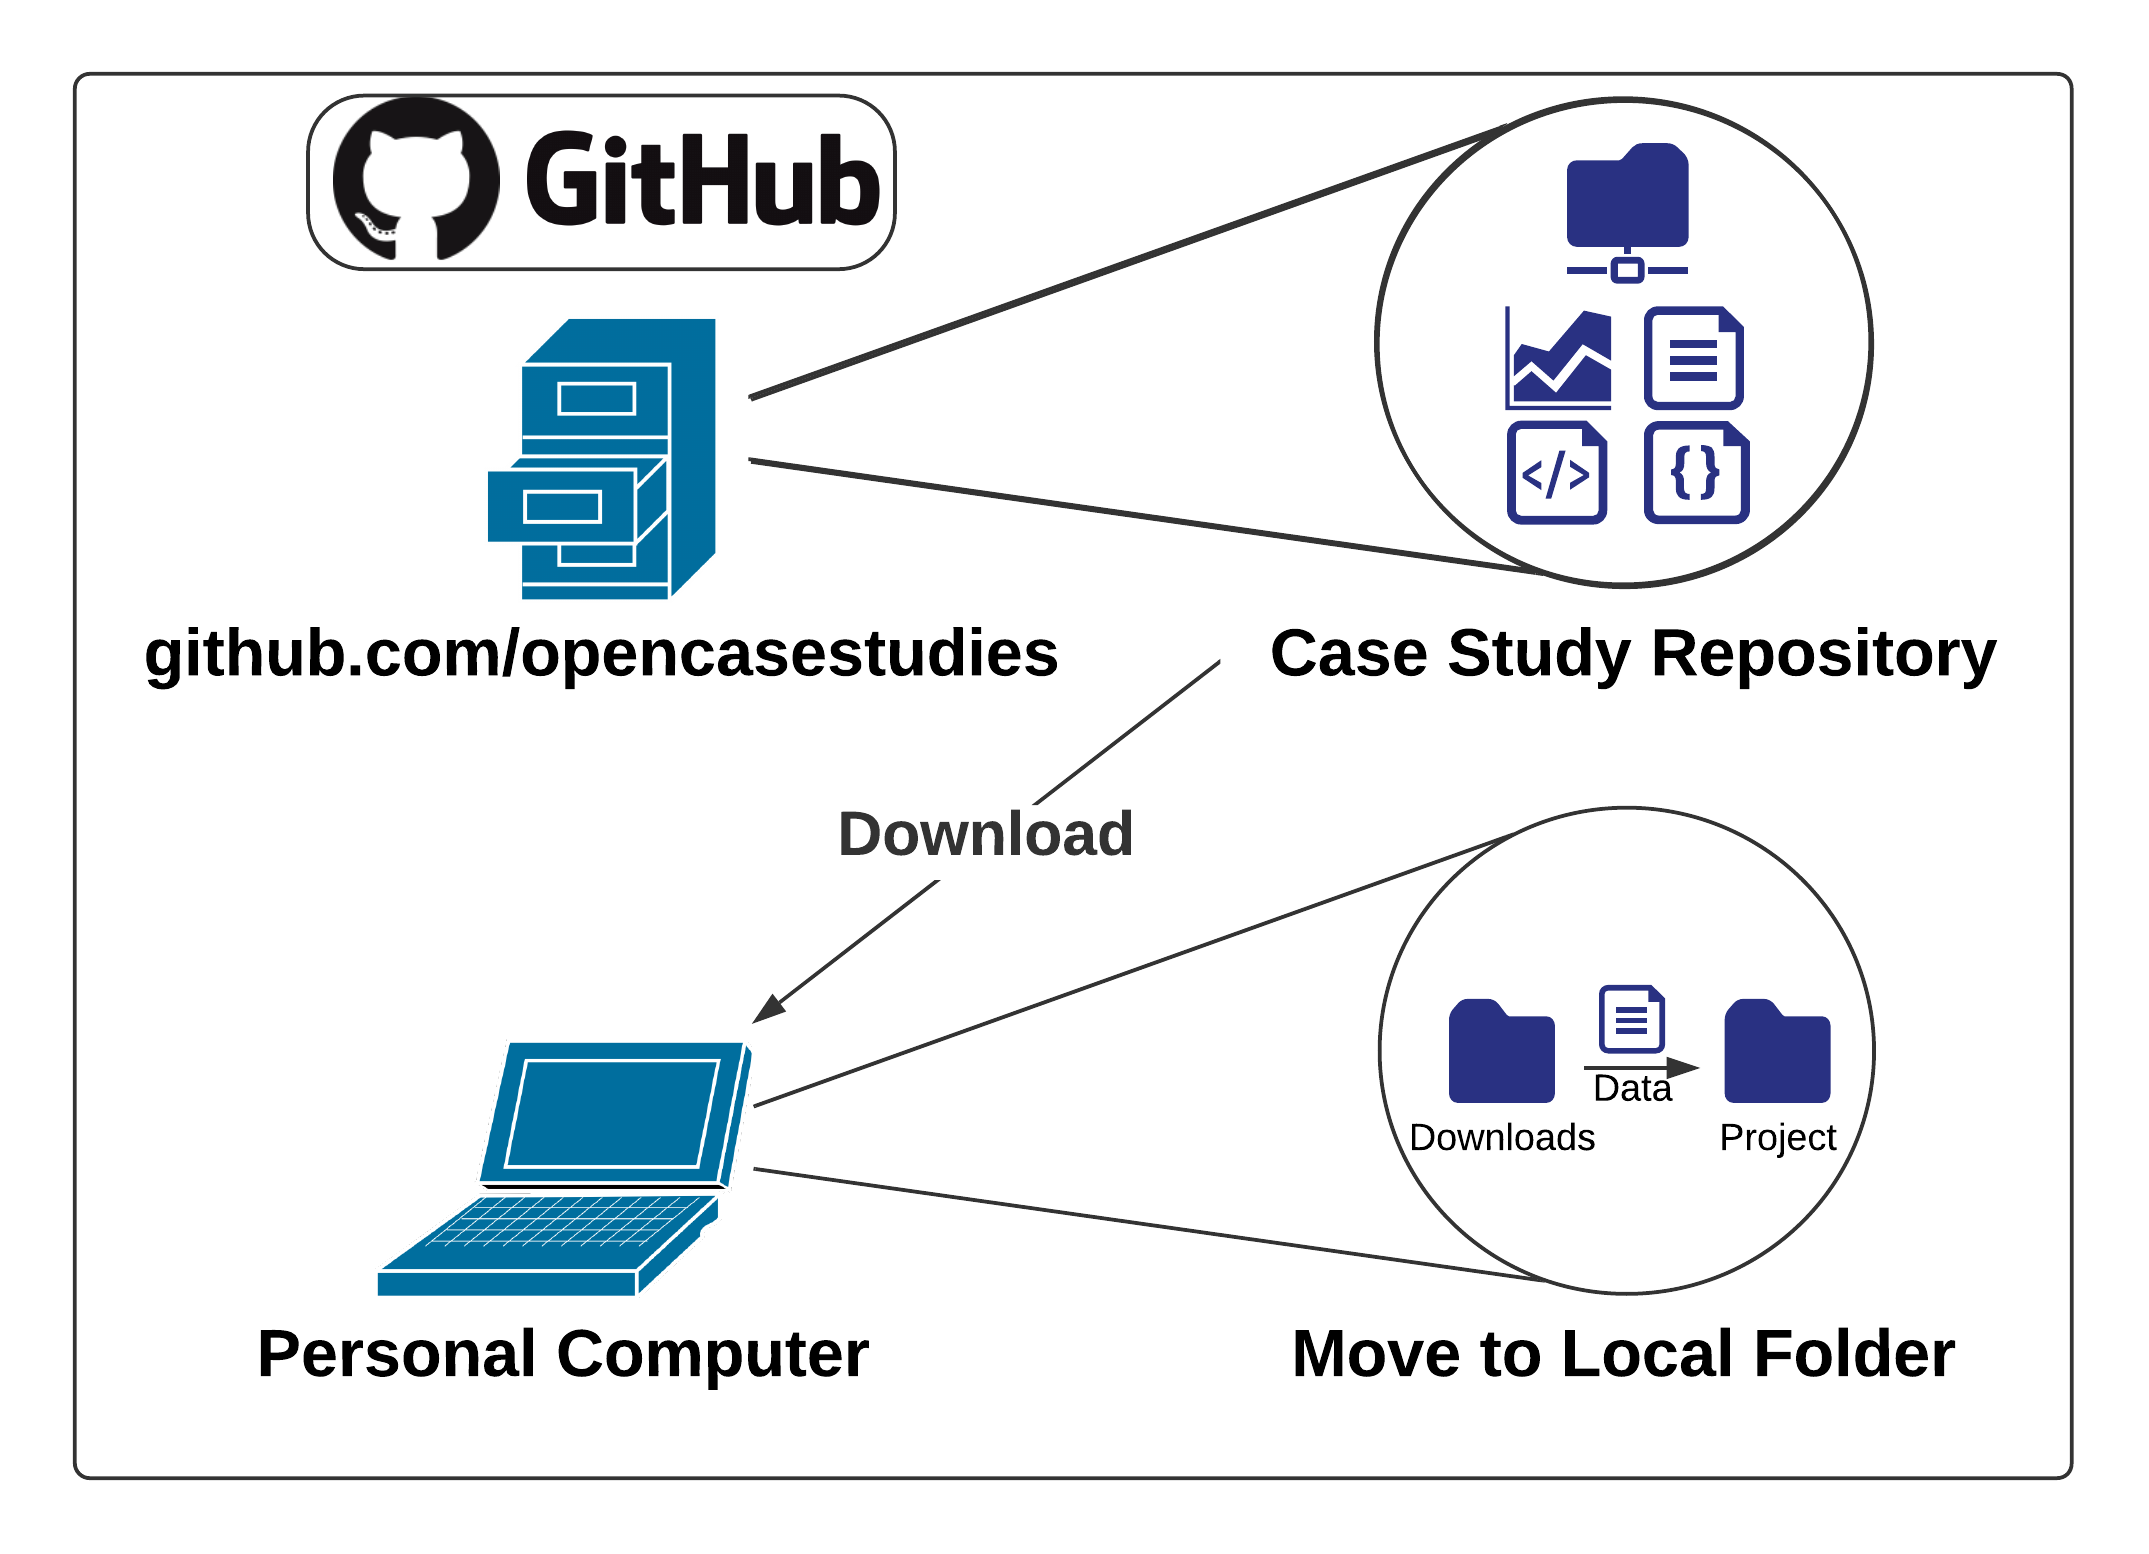 GitHub
</>
{}
github.com/opencasestudies
Case Study Repository
Download
Data
Downloads
Project
Personal Computer
Move to Local Folder